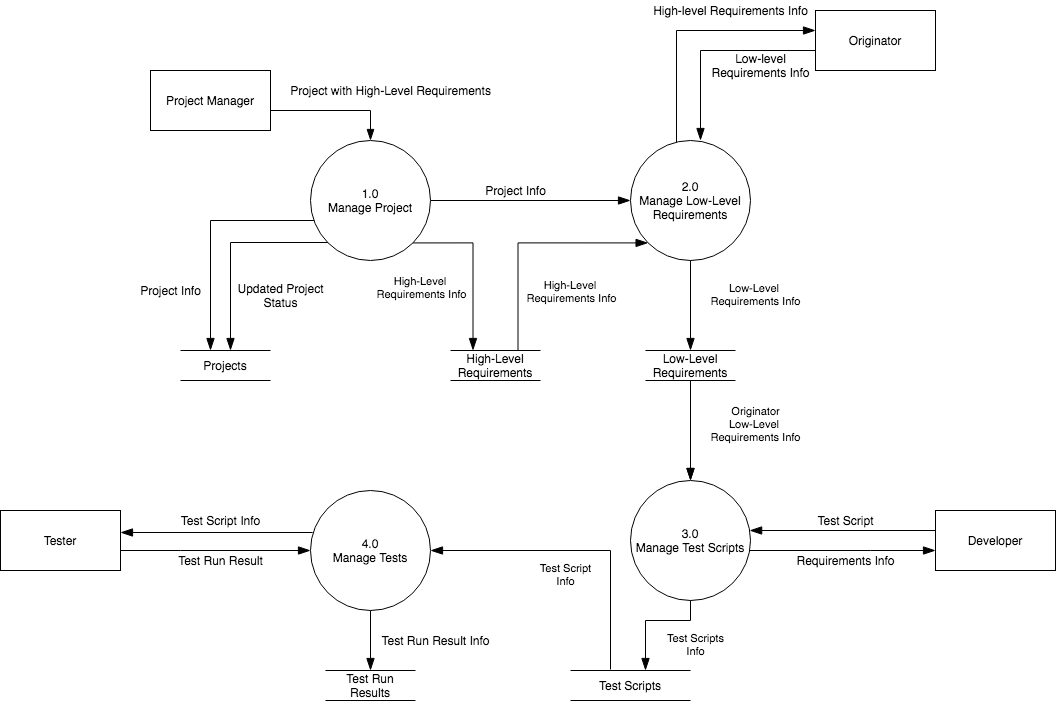 High-level Requirements Info
Originator
Low-level
Requirements Info
Project Manager
Project with High-Level Requirements
1.0
Manage Project
Project Info
2.0
Manage Low-Level
Requirements
Project Info
Updated Project
Status
High-Level
Requirements Info
High-Level
Requirements Info
Low-Level
Requirements Info
Projects
High-Level
Requirements
Low-Level
Requirements
Originator
Low-Level
Requirements Info
Tester
Test Script Info
Test Run Result
4.0
Manage Tests
Test Script
Info
3.0
Manage Test Scripts
Test Script
Requirements Info
Developer
Test Run Result Info
Test Scripts
Info
Test Run
Results
Test Scripts